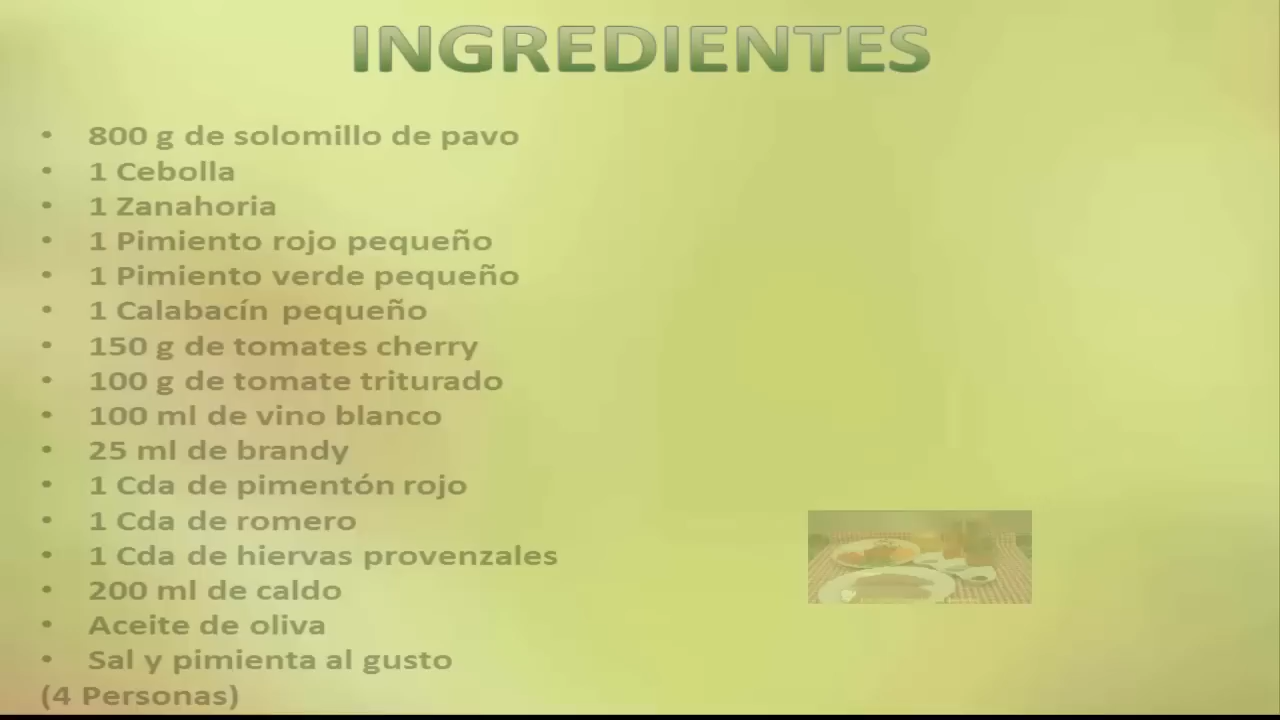 INGREDIENTES
• 800 g de solomillo de pavo
• 1 Cebolla
• 1 Zanahoria
• 1 Pimiento rojo pequeño
• 1 Pimiento verde pequeño
• 1 Calabacín pequeño
• 150 g de tomates cherry
• 100 g de tomate triturado
• 100 ml de vino blanco
• 25 ml de brandy
• 1 Cda de pimentón rojo
• 1 Cda de romero
• 1 Cda de hiervas provenzales
• 200 ml de caldo
• Aceite de oliva
• Sal y pimienta al gusto
(4 Personas)